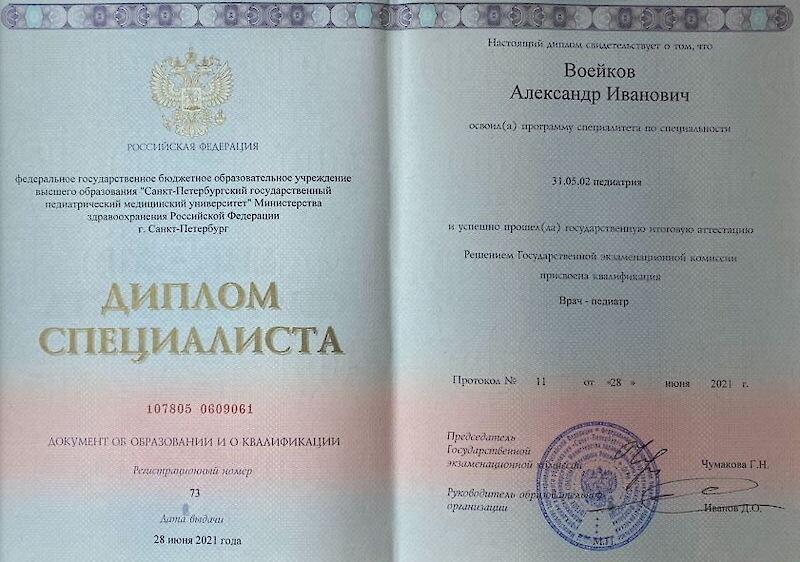 РОССИЙСКАЯ ФЕДЕРАЦИЯ
федеральное государственное бюджетное образовательное учреждение
высшего образования "Санкт-Петербургский государственный
педиатрический медицинский университет" Министерства
здравоохранения Российской Федерации
г. Санкт-Петербург
ДИПЛОМ
СПЕЦИАЛИСТА
107805 0609061
ДОКУМЕНТ ОБ ОБРАЗОВАНИИ И О КВАЛИФИКАЦИИ
Регистрационный номер
73
Дата выдачи
28 июня 2021 года
Настоящий диплом свидетельствует о том, что
Воейков
Александр Иванович
освоил(а) программу специалитета по специальности
31.05.02 педиатрия
и успешно прошел(ла) государственную итоговую аттестацию
Решением Государственной экзаменационной комиссии
присвоена квалификация
Врач - педиатр
Протокол № 11 от «28 » июня 2021 г.
Председатель
Государственной
экзаменационной комиссии Чумакова Г.Н.
Руководитель образовательной
организации Иванов Д.О.
М.П.